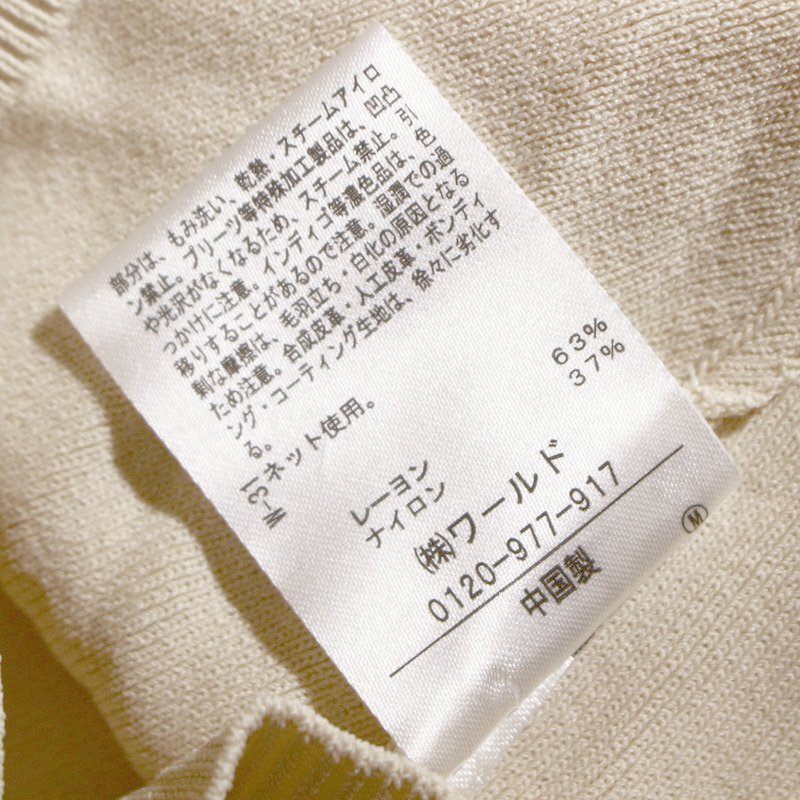 部分は、もみ洗い、乾熱・スチームアイロ
ン禁止。プリーツ等特殊加工製品は、凹凸
や光沢がなくなるため、スチーム禁止。引
っかけに注意。インディゴ等濃色品は、色
移りすることがあるので注意。湿潤での過
剰な摩擦は、毛羽立ち・白化の原因となる
ため注意。合成皮革・人工皮革・ボンディ
ング・コーティング生地は、徐々に劣化す
る。
ネット使用。
レーヨン 63%
ナイロン 37%
㈱ワールド
0120-977-917
中国製
M